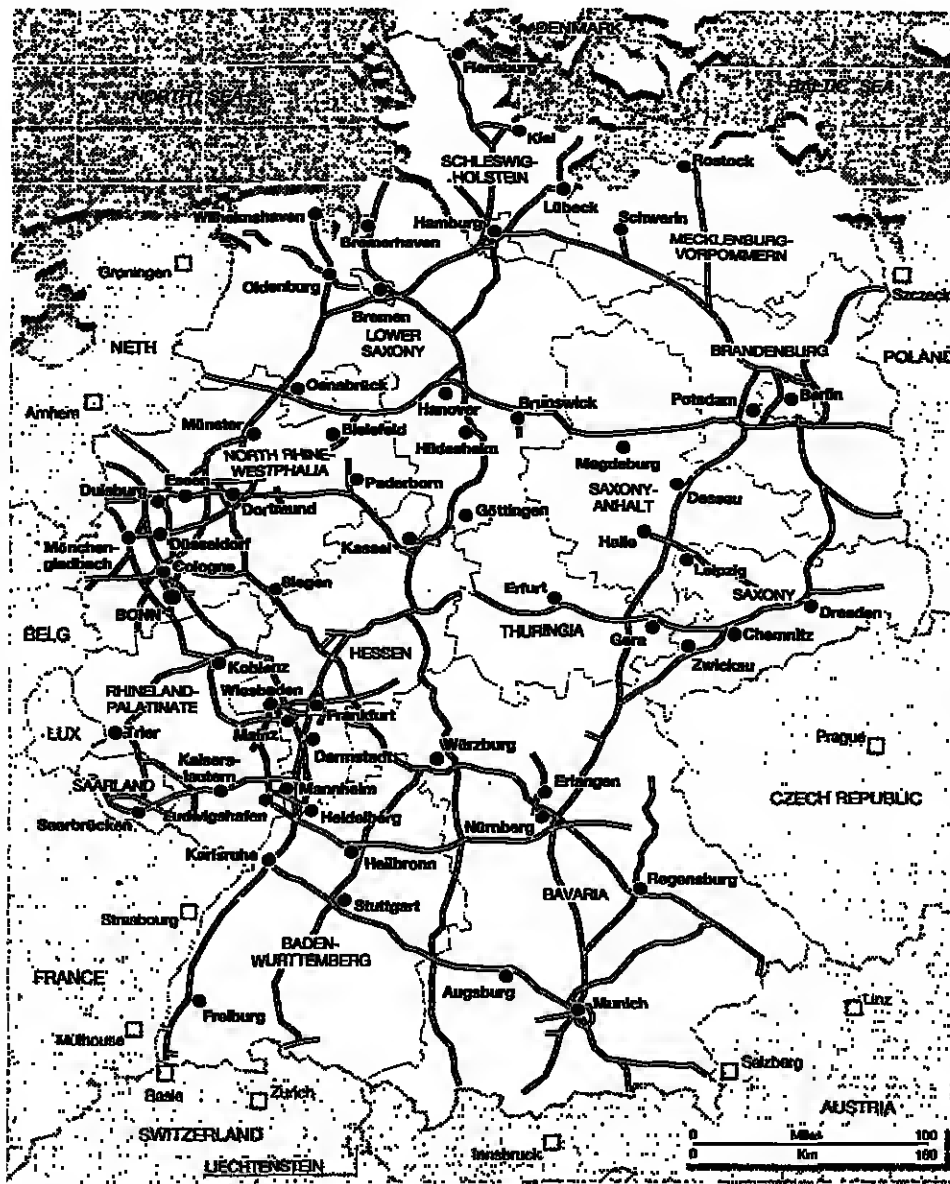 DENMARK
Flensburg
NORTH SEA
BALTIC SEA
Kiel
SCHLESWIG-
HOLSTEIN
Rostock
Lübeck
Wilhelmshaven
Bremerhaven
Hamburg
Schwerin
MECKLENBURG-
VORPOMMERN
Groningen
Oldenburg
Szczecin
Bremen
LOWER
SAXONY
NETH
BRANDENBURG
POLAND
Osnabrück
Arnhem
Hanover
Brunswick
Potsdam
Berlin
Münster
Bielefeld
Hildesheim
NORTH RHINE-
WESTPHALIA
Magdeburg
Essen
Paderborn
SAXONY-
ANHALT
Duisburg
Dessau
Dortmund
Göttingen
Mönchen-
gladbach
Düsseldorf
Kassel
Halle
Cologne
Leipzig
Siegen
Erfurt
SAXONY
BONN
Dresden
BELG
THURINGIA
Gera
Chemnitz
HESSEN
Zwickau
Koblenz
RHINELAND-
PALATINATE
Wiesbaden
Frankfurt
LUX
Trier
Mainz
Würzburg
Prague
Darmstadt
Kaisers-
lautern
SAARLAND
Mannheim
Erlangen
CZECH REPUBLIC
Saarbrücken
Ludwigshafen
Heidelberg
Nürnberg
Karlsruhe
Heilbronn
Regensburg
BAVARIA
Stuttgart
Strasbourg
BADEN-
WURTTEMBERG
FRANCE
Augsburg
Munich
Linz
Freiburg
Mülhouse
Salzberg
Basle
Zurich
AUSTRIA
SWITZERLAND
0 Miles 100
0 Km 160
Innsbruck
LIECHTENSTEIN